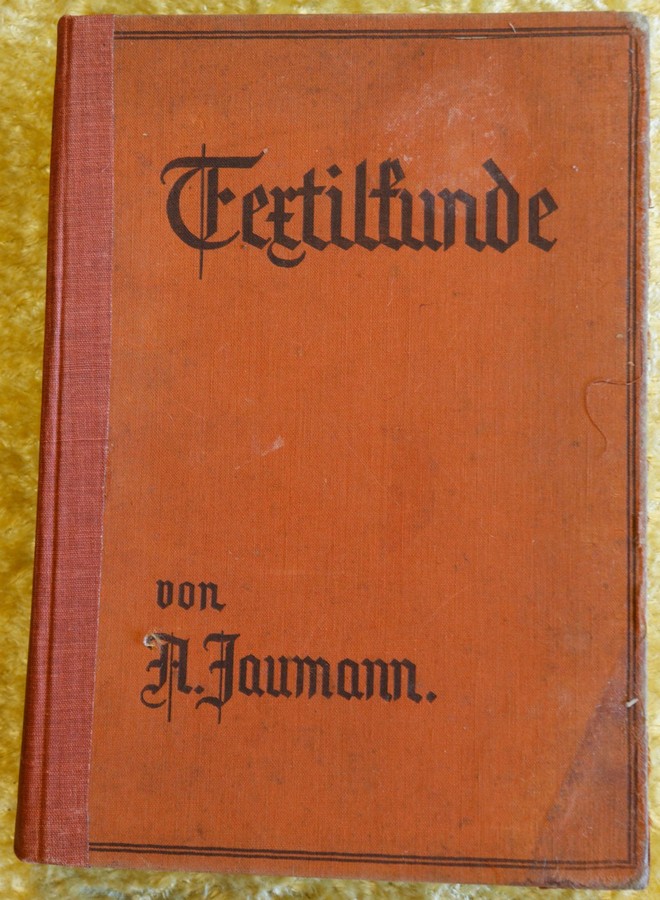 Textilkunde
von
A. Jaumann.